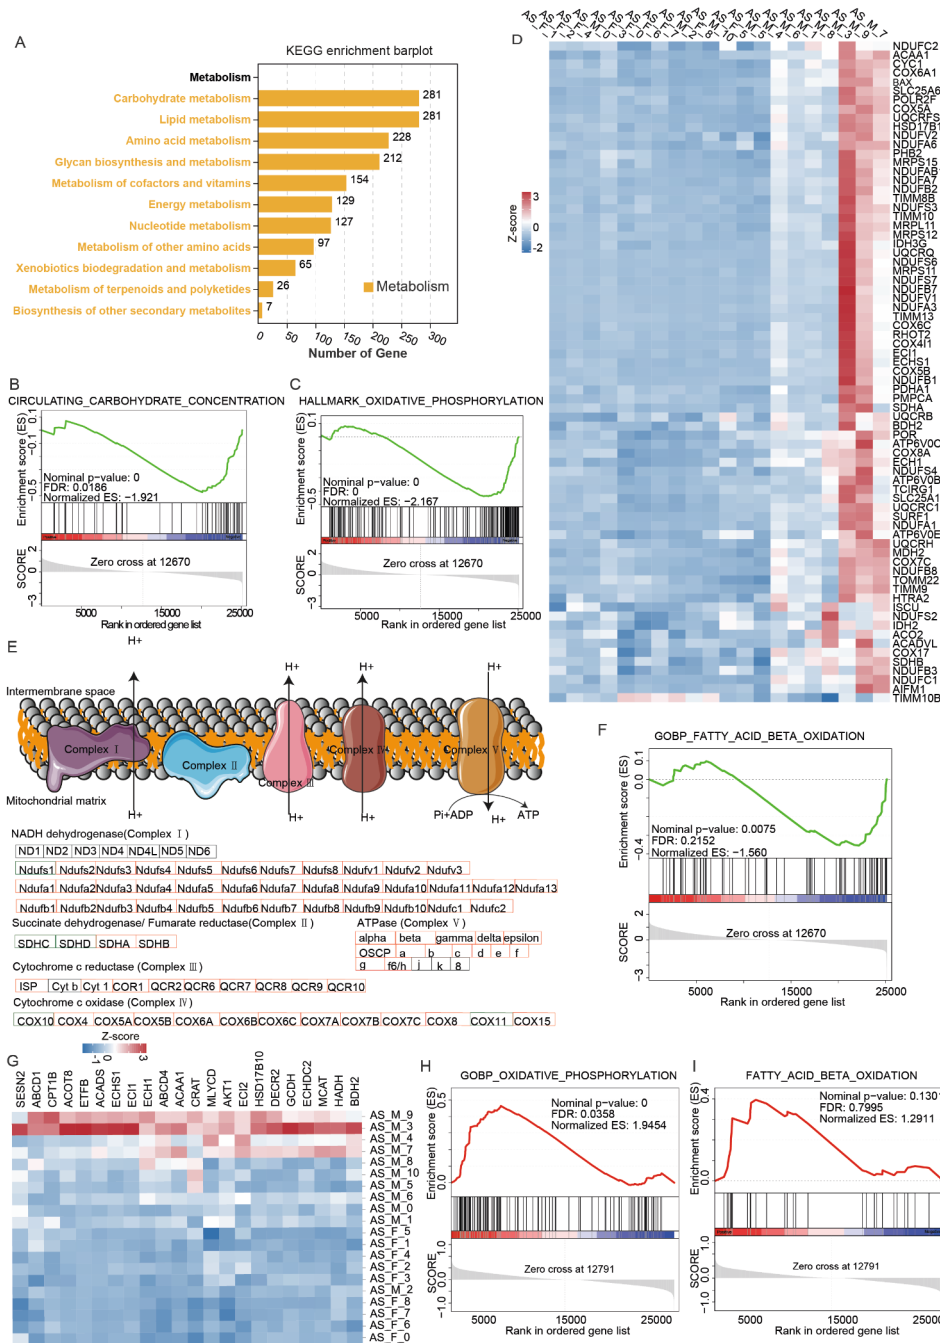 A
KEGG enrichment barplot
Metabolism
Carbohydrate metabolism 281
Lipid metabolism 281
Amino acid metabolism 228
Glycan biosynthesis and metabolism 212
Metabolism of cofactors and vitamins 154
Energy metabolism 129
Nucleotide metabolism 127
Metabolism of other amino acids 97
Xenobiotics biodegradation and metabolism 65
Metabolism of terpenoids and polyketides 26
Biosynthesis of other secondary metabolites 7
Metabolism
0 50 100 150 200 250 300
Number of Gene
B
CIRCULATING_CARBOHYDRATE_CONCENTRATION
Enrichment score (ES)
Nominal p-value: 0
FDR: 0.0186
Normalized ES: −1.921
SCORE
Zero cross at 12670
5000 15000 25000
Rank in ordered gene list
C
HALLMARK_OXIDATIVE_PHOSPHORYLATION
Enrichment score (ES)
Nominal p-value: 0
FDR: 0
Normalized ES: −2.167
SCORE
Zero cross at 12670
5000 15000 25000
Rank in ordered gene list
D
Z-score
3
0
-2
NDUFC2
ACAA1
CYC1
COX6A1
BAX
SLC25A6
POLR2F
COX5A
UQCRFS
HSD17B1
NDUFV2
NDUFA6
PHB2
MRPS15
NDUFAB
NDUFA7
NDUFB2
TIMM8B
NDUFS3
TIMM10
MRPL11
MRPS12
IDH3G
UQCRQ
NDUFS6
MRPS11
NDUFS7
NDUFB7
NDUFV1
NDUFA3
TIMM13
COX6C
RHOT2
COX4I1
ECI1
ECHS1
COX5B
NDUFB1
PDHA1
PMPCA
SDHA
UQCRB
BDH2
POR
ATP6V0C
COX8A
ECH1
NDUFS4
ATP6V0B
TCIRG1
SLC25A1
UQCRC1
SURF1
NDUFA1
ATP6V0E
UQCRH
MDH2
COX7C
NDUFB8
TOMM22
TIMM9
HTRA2
ISCU
NDUFS2
IDH2
ACO2
ACADVL
COX17
SDHB
NDUFB3
NDUFC1
AIFM1
TIMM10B
E
H+
H+ H+ H+
Intermembrane space
Complex Ⅰ
Complex Ⅱ
Complex Ⅲ
Complex Ⅳ
Complex Ⅴ
Mitochondrial matrix
H+ H+ H+ Pi+ADP H+ ATP
NADH dehydrogenase(Complex Ⅰ)
ND1 ND2 ND3 ND4 ND4L ND5 ND6
Ndufs1 Ndufs2 Ndufs3 Ndufs4 Ndufs5 Ndufs6 Ndufs7 Ndufs8 Ndufv1 Ndufv2 Ndufv3
Ndufa1 Ndufa2 Ndufa3 Ndufa4 Ndufa5 Ndufa6 Ndufa7 Ndufa8 Ndufa9 Ndufa10 Ndufa11 Ndufa12 Ndufa13
Ndufb1 Ndufb2 Ndufb3 Ndufb4 Ndufb5 Ndufb6 Ndufb7 Ndufb8 Ndufb9 Ndufb10 Ndufc1 Ndufc2
Succinate dehydrogenase/ Fumarate reductase(Complex Ⅱ)
SDHC SDHD SDHA SDHB
ATPase (Complex Ⅴ)
alpha beta gamma delta epsilon
OSCP a b c d e f
g f6/h j k 8
Cytochrome c reductase (Complex Ⅲ)
ISP Cyt b Cyt 1 COR1 QCR2 QCR6 QCR7 QCR8 QCR9 QCR10
Cytochrome c oxidase (Complex Ⅳ)
COX10 COX4 COX5A COX5B COX6A COX6B COX6C COX7A COX7B COX7C COX8 COX11 COX15
F
GOBP_FATTY_ACID_BETA_OXIDATION
Enrichment score (ES)
Nominal p-value: 0.0075
FDR: 0.2152
Normalized ES: −1.560
SCORE
Zero cross at 12670
5000 15000 25000
Rank in ordered gene list
G
Z-score
-1 0 3
SESN2 ABCD1 CPT1B ACOT8 ETFB ACADS ECHS1 ECI1 ECH1 ABCD4 ACAA1 CRAT MLYCD AKT1 ECI2 HSD17B10 DECR2 GCDH ECHDC2 MCAT HADH BDH2
AS_M_9
AS_M_3
AS_M_4
AS_M_7
AS_M_8
AS_M_10
AS_M_5
AS_M_6
AS_M_0
AS_M_1
AS_F_5
AS_F_1
AS_F_4
AS_F_2
AS_F_3
AS_M_2
AS_F_8
AS_F_7
AS_F_6
AS_F_0
H
GOBP_OXIDATIVE_PHOSPHORYLATION
Enrichment score (ES)
Nominal p-value: 0
FDR: 0.0358
Normalized ES: 1.9454
SCORE
Zero cross at 12791
5000 15000 25000
Rank in ordered gene list
I
FATTY_ACID_BETA_OXIDATION
Enrichment score (ES)
Nominal p-value: 0.1301
FDR: 0.7995
Normalized ES: 1.2911
SCORE
Zero cross at 12791
5000 15000 25000
Rank in ordered gene list